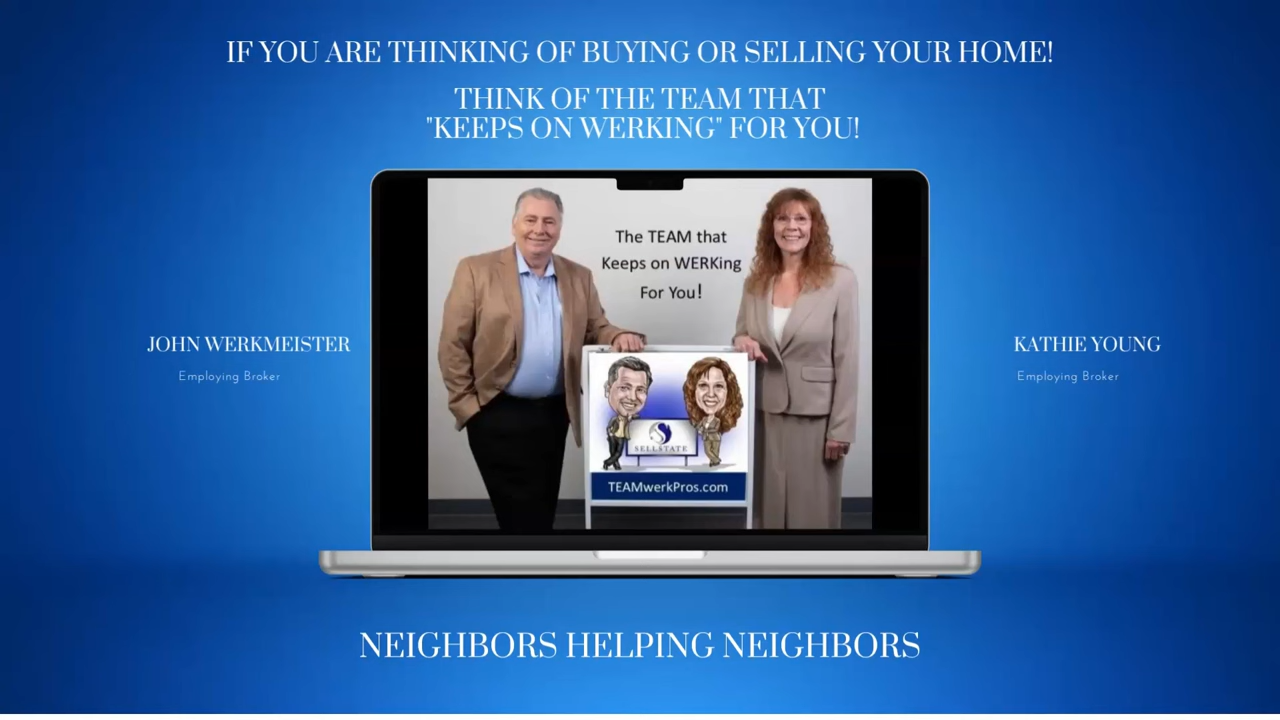 IF YOU ARE THINKING OF BUYING OR SELLING YOUR HOME!
THINK OF THE TEAM THAT
"KEEPS ON WERKING" FOR YOU!
The TEAM that
Keeps on WERKing
For You!
JOHN WERKMEISTER
Employing Broker
KATHIE YOUNG
Employing Broker
SELLSTATE
TEAMwerkPros.com
NEIGHBORS HELPING NEIGHBORS